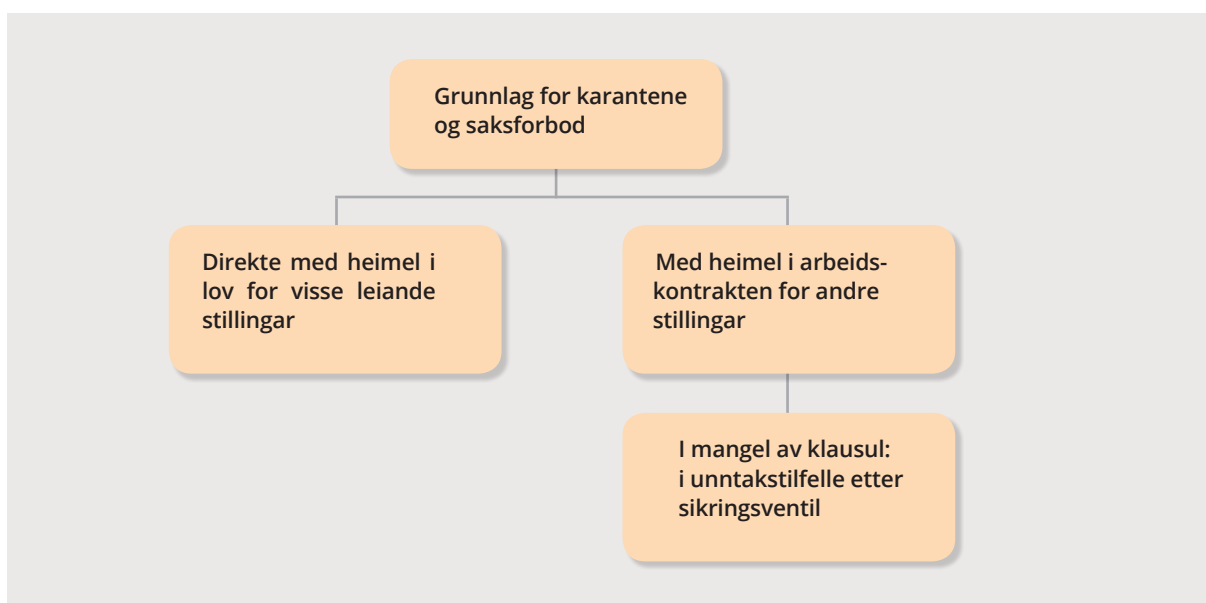 Grunnlag for karantene
og saksforbod
Direkte med heimel i
lov for visse leiande
stillingar
Med heimel i arbeids-
kontrakten for andre
stillingar
I mangel av klausul:
i unntakstilfelle etter
sikringsventil